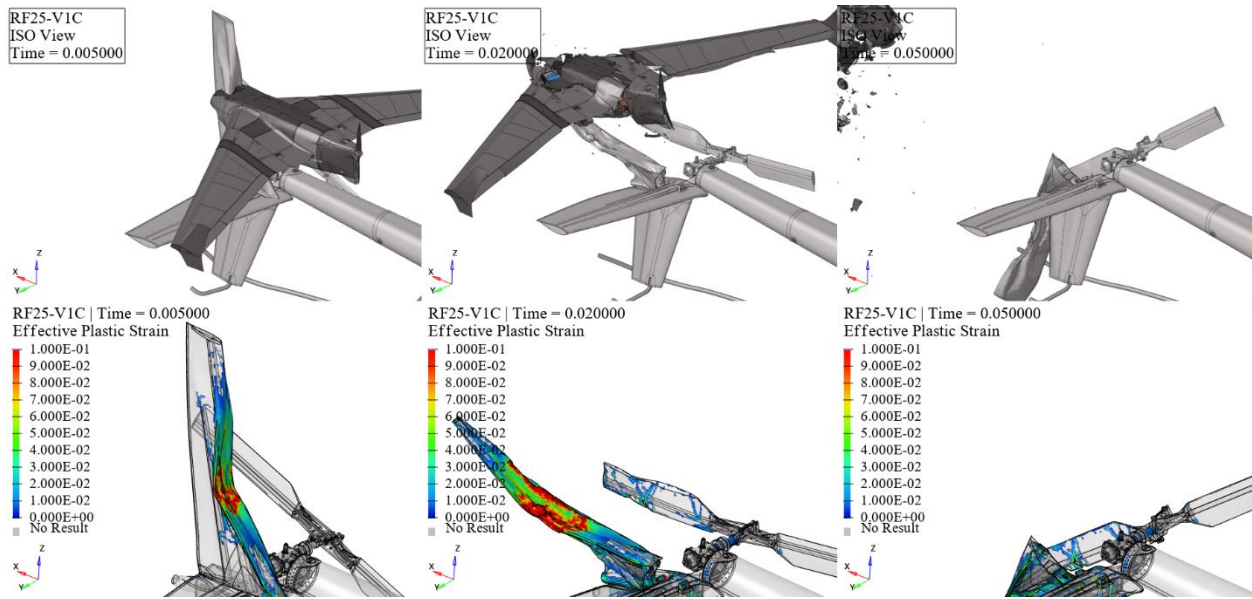 RF25-V1C
ISO View
Time = 0.005000
Z
X
Y
RF25-V1C
ISO View
Time = 0.020000
Z
X
Y
RF25-V1C
ISO View
Time = 0.050000
Z
X
Y
RF25-V1C | Time = 0.005000
Effective Plastic Strain
1.000E-01
9.000E-02
8.000E-02
7.000E-02
6.000E-02
5.000E-02
4.000E-02
3.000E-02
2.000E-02
1.000E-02
0.000E+00
No Result
Z
X
Y
RF25-V1C | Time = 0.020000
Effective Plastic Strain
1.000E-01
9.000E-02
8.000E-02
7.000E-02
6.000E-02
5.000E-02
4.000E-02
3.000E-02
2.000E-02
1.000E-02
0.000E+00
No Result
Z
X
Y
RF25-V1C | Time = 0.050000
Effective Plastic Strain
1.000E-01
9.000E-02
8.000E-02
7.000E-02
6.000E-02
5.000E-02
4.000E-02
3.000E-02
2.000E-02
1.000E-02
0.000E+00
No Result
Z
X
Y